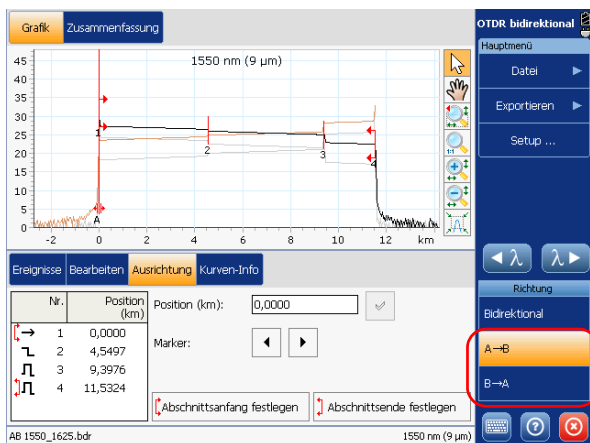 Grafik Zusammenfassung
OTDR bidirektional
Hauptmenü
Datei
Exportieren
Setup ...
1550 nm (9 µm)
45
40
35
30
25
20
15
10
5
0
1
2
3
4
A
-2 0 2 4 6 8 10 12 km
1:1
λ λ
Ereignisse Bearbeiten Ausrichtung Kurven-Info
Richtung
Bidirektional
A→B
B→A
Nr. Position (km)
1 0,0000
2 4,5497
3 9,3976
4 11,5324
Position (km): 0,0000
Marker:
Abschnittsanfang festlegen Abschnittsende festlegen
AB 1550_1625.bdr 1550 nm (9 µm)